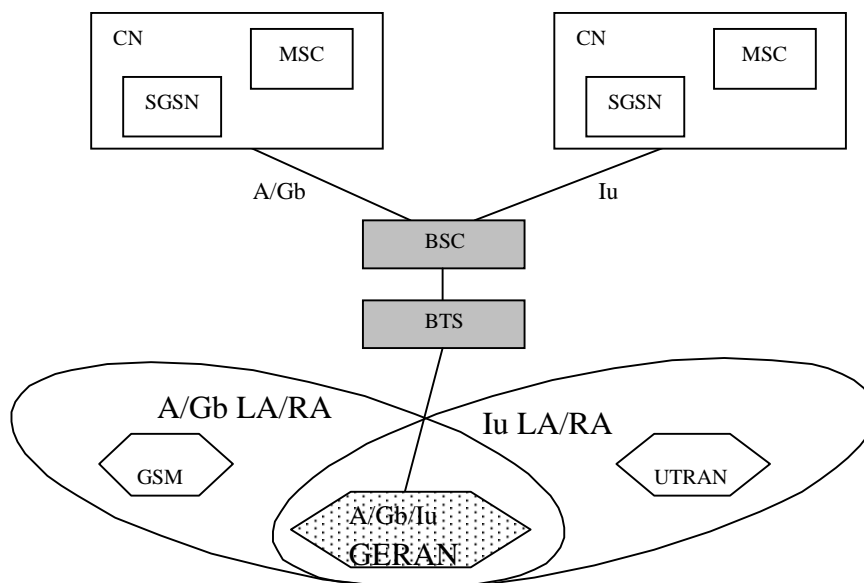 CN
MSC
SGSN
CN
MSC
SGSN
A/Gb
Iu
BSC
BTS
A/Gb LA/RA
Iu LA/RA
GSM
UTRAN
A/Gb/Iu
GERAN